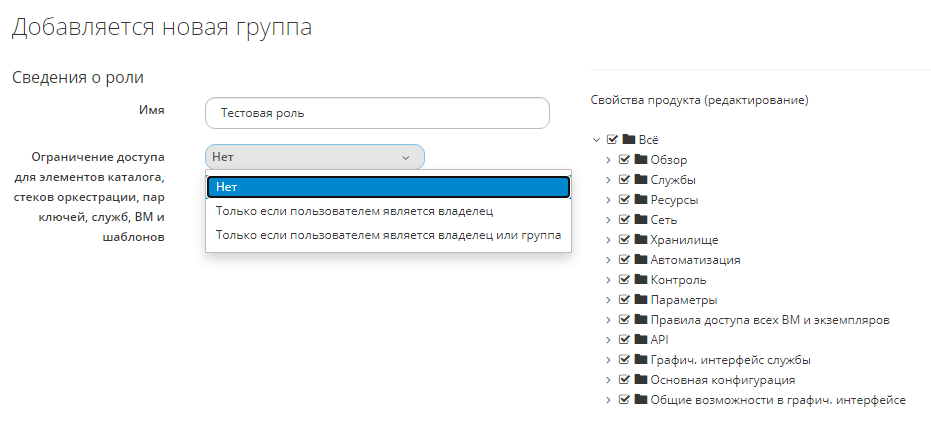 Добавляется новая группа
Сведения о роли
Имя
Тестовая роль
Ограничение доступа
для элементов каталога,
стеков оркестрации, пар
ключей, служб, ВМ и
шаблонов
Нет
Нет
Только если пользователем является владелец
Только если пользователем является владелец или группа
Свойства продукта (редактирование)
Всё
Обзор
Службы
Ресурсы
Сеть
Хранилище
Автоматизация
Контроль
Параметры
Правила доступа всех ВМ и экземпляров
API
Графич. интерфейс службы
Основная конфигурация
Общие возможности в графич. интерфейсе